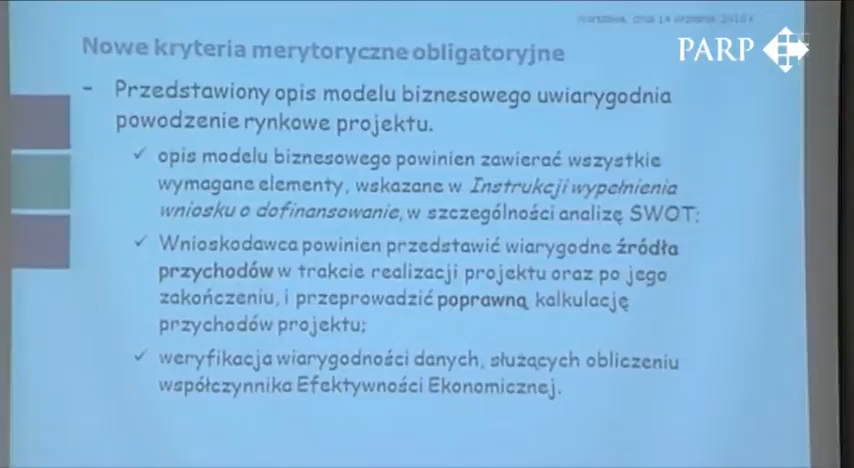 Warszawa, dnia 14 września 2010 r.
PARP
Nowe kryteria merytoryczne obligatoryjne
- Przedstawiony opis modelu biznesowego uwiarygodnia
powodzenie rynkowe projektu.
✓ opis modelu biznesowego powinien zawierać wszystkie
wymagane elementy, wskazane w Instrukcji wypełnienia
wniosku o dofinansowanie, w szczególności analizę SWOT;
✓ Wnioskodawca powinien przedstawić wiarygodne źródła
przychodów w trakcie realizacji projektu oraz po jego
zakończeniu, i przeprowadzić poprawną kalkulację
przychodów projektu;
✓ weryfikacja wiarygodności danych, służących obliczeniu
współczynnika Efektywności Ekonomicznej.